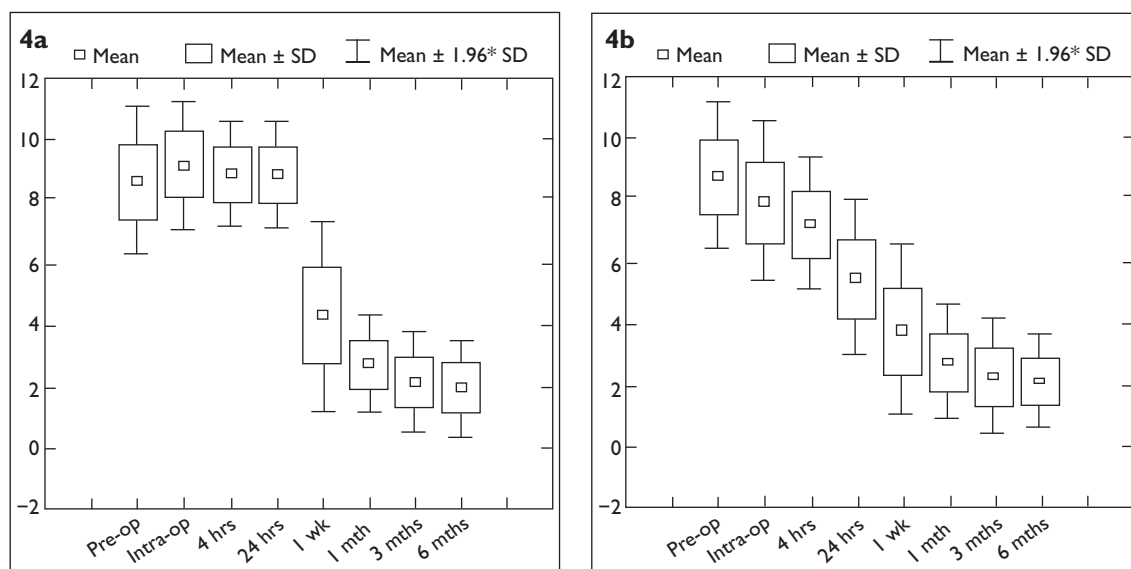 4a
Mean Mean ± SD Mean ± 1.96* SD
12
10
8
6
4
2
0
−2
Pre-op Intra-op 4 hrs 24 hrs 1 wk 1 mth 3 mths 6 mths
4b
Mean Mean ± SD Mean ± 1.96* SD
12
10
8
6
4
2
0
−2
Pre-op Intra-op 4 hrs 24 hrs 1 wk 1 mth 3 mths 6 mths